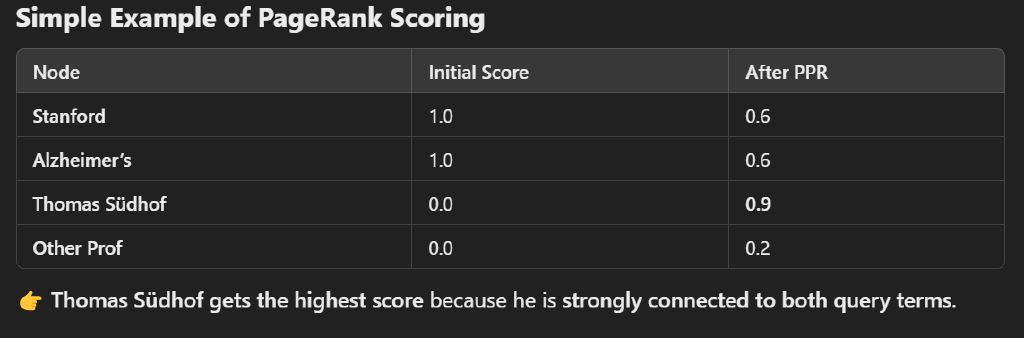 Simple Example of PageRank Scoring
Node Initial Score After PPR
Stanford 1.0 0.6
Alzheimer’s 1.0 0.6
Thomas Südhof 0.0 0.9
Other Prof 0.0 0.2
👉 Thomas Südhof gets the highest score because he is strongly connected to both query terms.